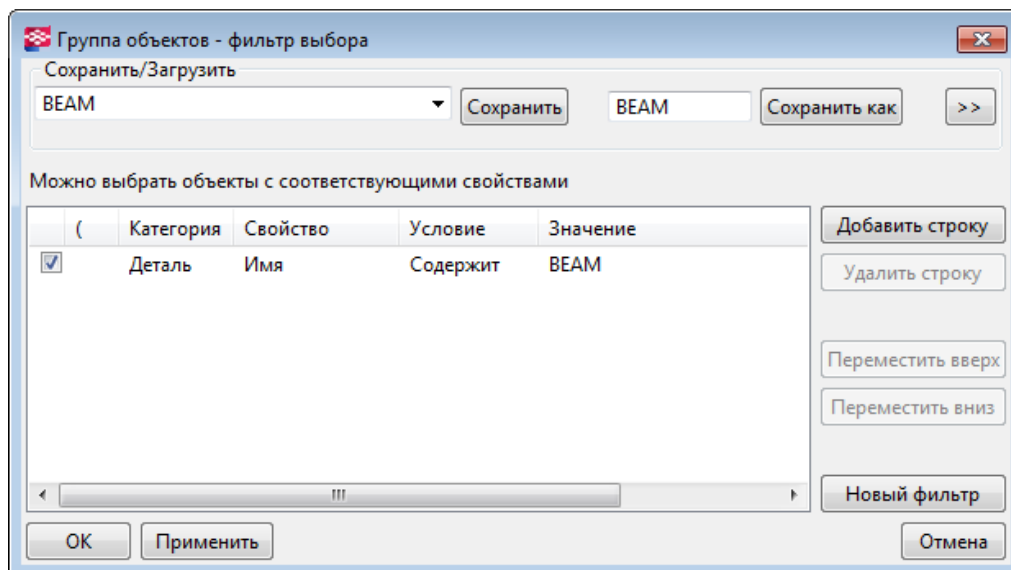 Группа объектов - фильтр выбора
Сохранить/Загрузить
BEAM Сохранить BEAM Сохранить как >>
Можно выбрать объекты с соответствующими свойствами
( Категория Свойство Условие Значение
Деталь Имя Содержит BEAM
Добавить строку
Удалить строку
Переместить вверх
Переместить вниз
Новый фильтр
OK Применить Отмена